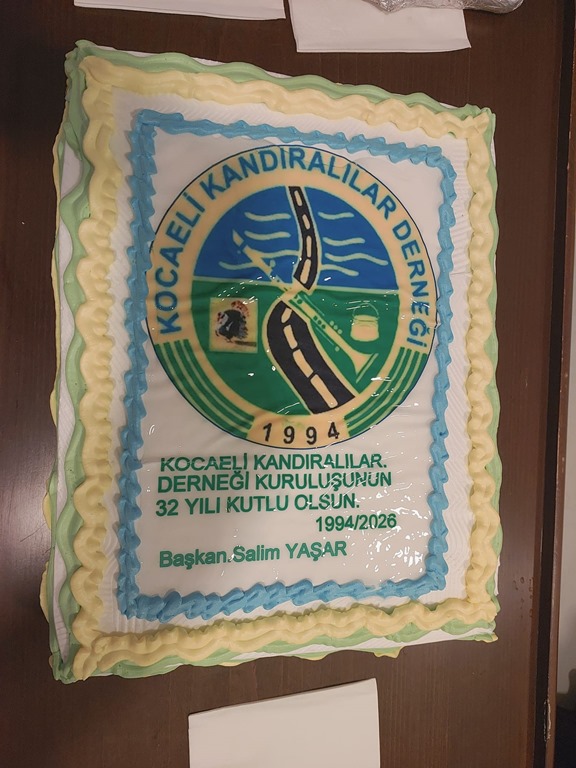 KOCAELİ KANDIRALILAR DERNEĞİ
1994
KOCAELİ KANDIRALILAR.
DERNEĞİ KURULUŞUNUN
32 YILI KUTLU OLSUN.
1994/2026
Başkan.Salim YAŞAR